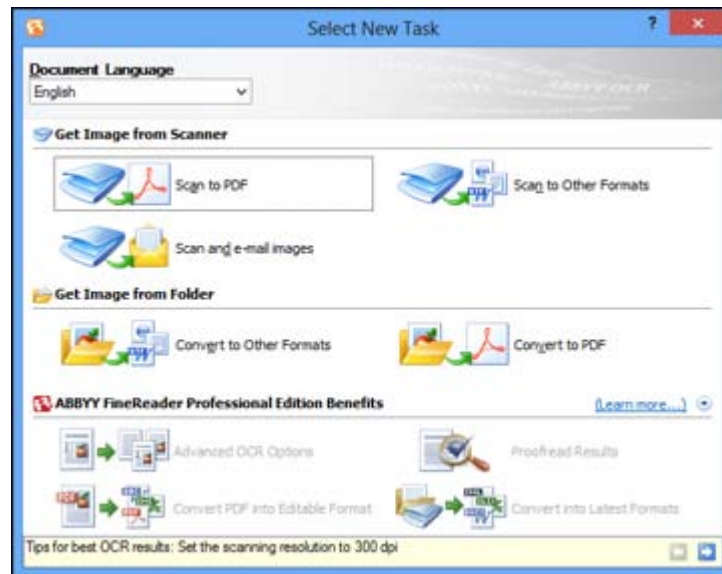 Select New Task
?
Document Language
English
Get Image from Scanner
Scan to PDF
Scan to Other Formats
Scan and e-mail images
Get Image from Folder
Convert to Other Formats
Convert to PDF
ABBYY FineReader Professional Edition Benefits (Learn more...)
Advanced OCR Options
Proofread Results
Convert PDF into Editable Format
Convert into Latest Formats
Tips for best OCR results: Set the scanning resolution to 300 dpi